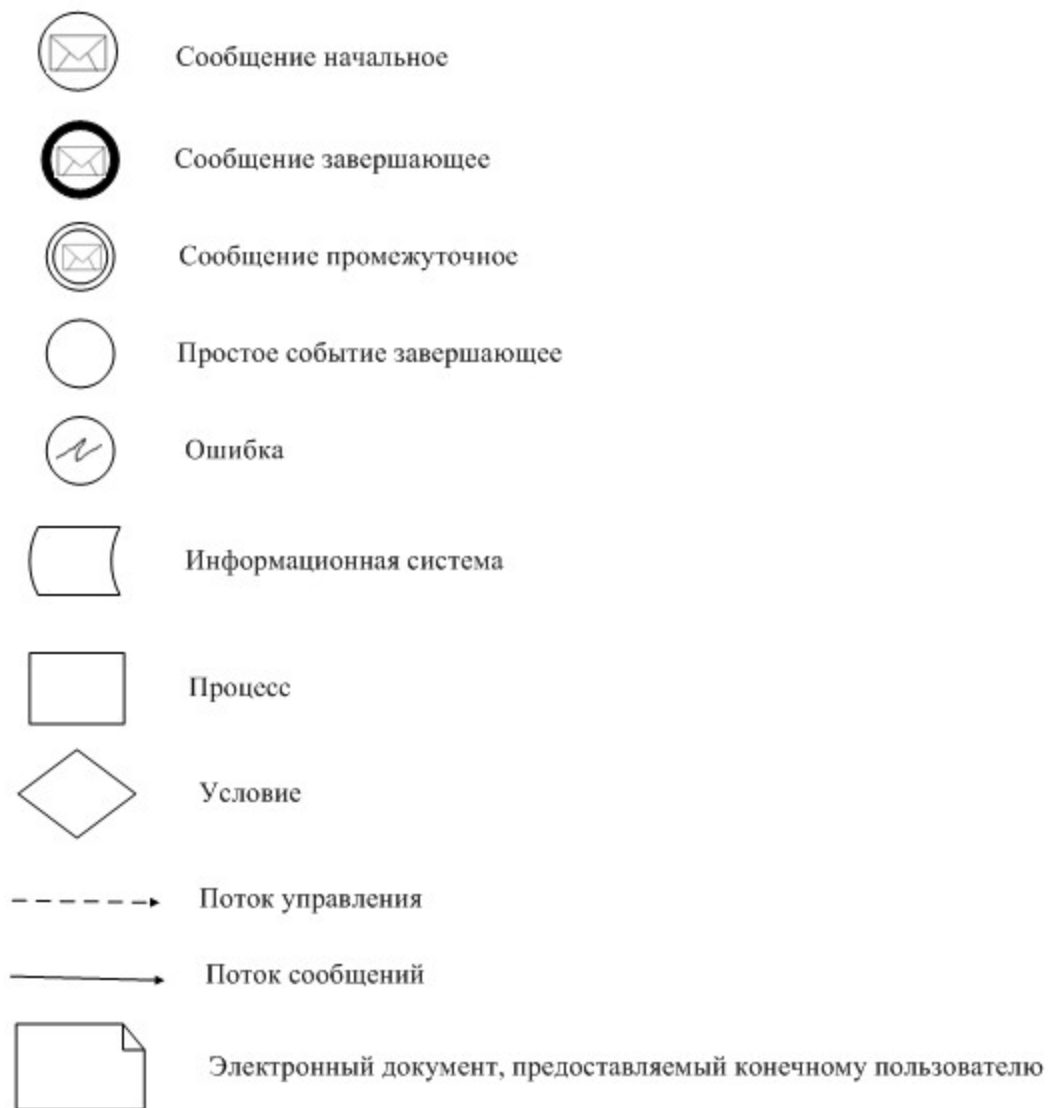 Сообщение начальное
Сообщение завершающее
Сообщение промежуточное
Простое событие завершающее
Ошибка
Информационная система
Процесс
Условие
Поток управления
Поток сообщений
Электронный документ, предоставляемый конечному пользователю